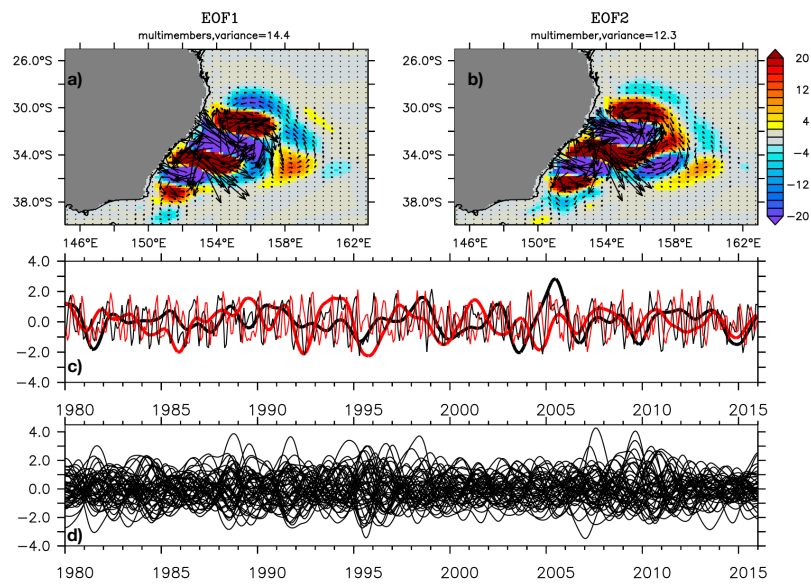 EOF1
multimembers,variance=14.4
EOF2
multimember,variance=12.3
a)
26.0°S
30.0°S
34.0°S
38.0°S
146°E 150°E 154°E 158°E 162°E
b)
26.0°S
30.0°S
34.0°S
38.0°S
146°E 150°E 154°E 158°E 162°E
20
12
4
−4
−12
−20
4.0
2.0
0.0
−2.0
−4.0
c)
1980 1985 1990 1995 2000 2005 2010 2015
4.0
2.0
0.0
−2.0
−4.0
d)
1980 1985 1990 1995 2000 2005 2010 2015